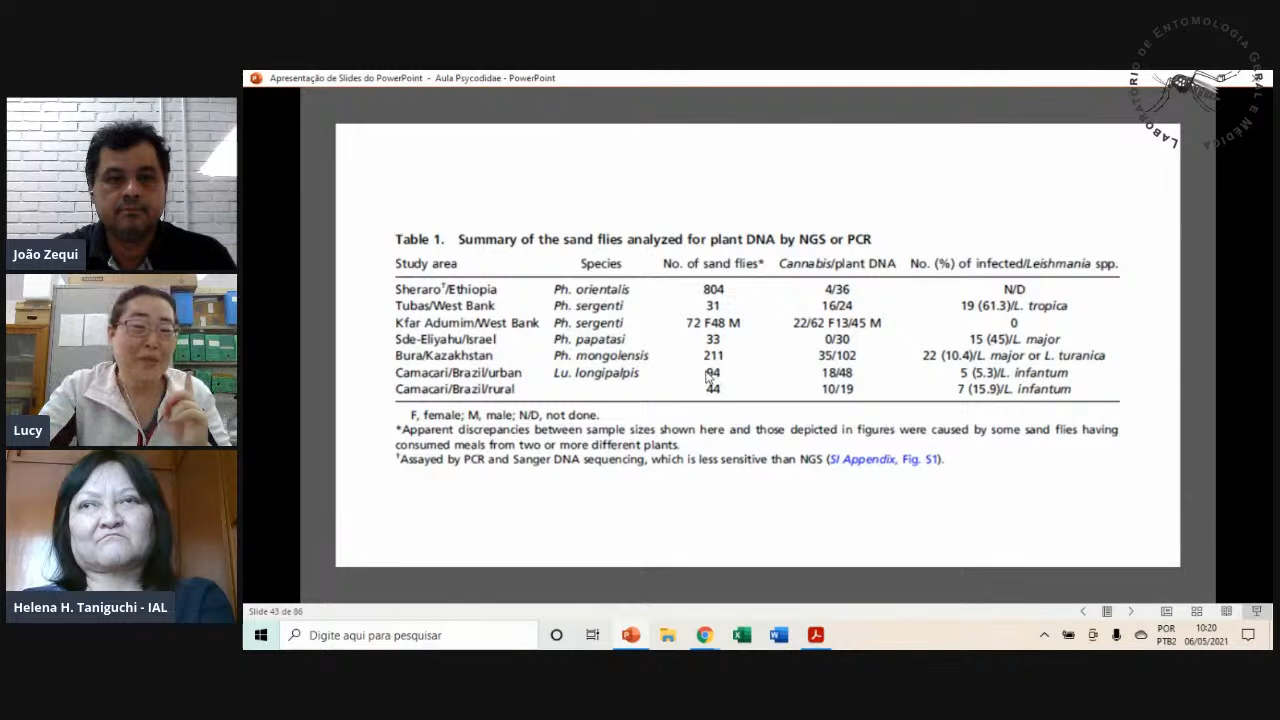 LABORATÓRIO DE ENTOMOLOGIA GERAL E MÉDICA
Apresentação de Slides do PowerPoint - Aula Psycodidae - PowerPoint
João Zequi
Lucy
Helena H. Taniguchi - IAL
Table 1. Summary of the sand flies analyzed for plant DNA by NGS or PCR
Study area Species No. of sand flies* Cannabis/plant DNA No. (%) of infected/Leishmania spp.
Sheraro†/Ethiopia Ph. orientalis 804 4/36 N/D
Tubas/West Bank Ph. sergenti 31 16/24 19 (61.3)/L. tropica
Kfar Adumim/West Bank Ph. sergenti 72 F48 M 22/62 F13/45 M 0
Sde-Eliyahu/Israel Ph. papatasi 33 0/30 15 (45)/L. major
Bura/Kazakhstan Ph. mongolensis 211 35/102 22 (10.4)/L. major or L. turanica
Camacari/Brazil/urban Lu. longipalpis 94 18/48 5 (5.3)/L. infantum
Camacari/Brazil/rural 44 10/19 7 (15.9)/L. infantum
F, female; M, male; N/D, not done.
*Apparent discrepancies between sample sizes shown here and those depicted in figures were caused by some sand flies having
consumed meals from two or more different plants.
†Assayed by PCR and Sanger DNA sequencing, which is less sensitive than NGS (SI Appendix, Fig. S1).
Slide 43 de 86
Digite aqui para pesquisar
POR 10:20
PTB2 06/05/2021